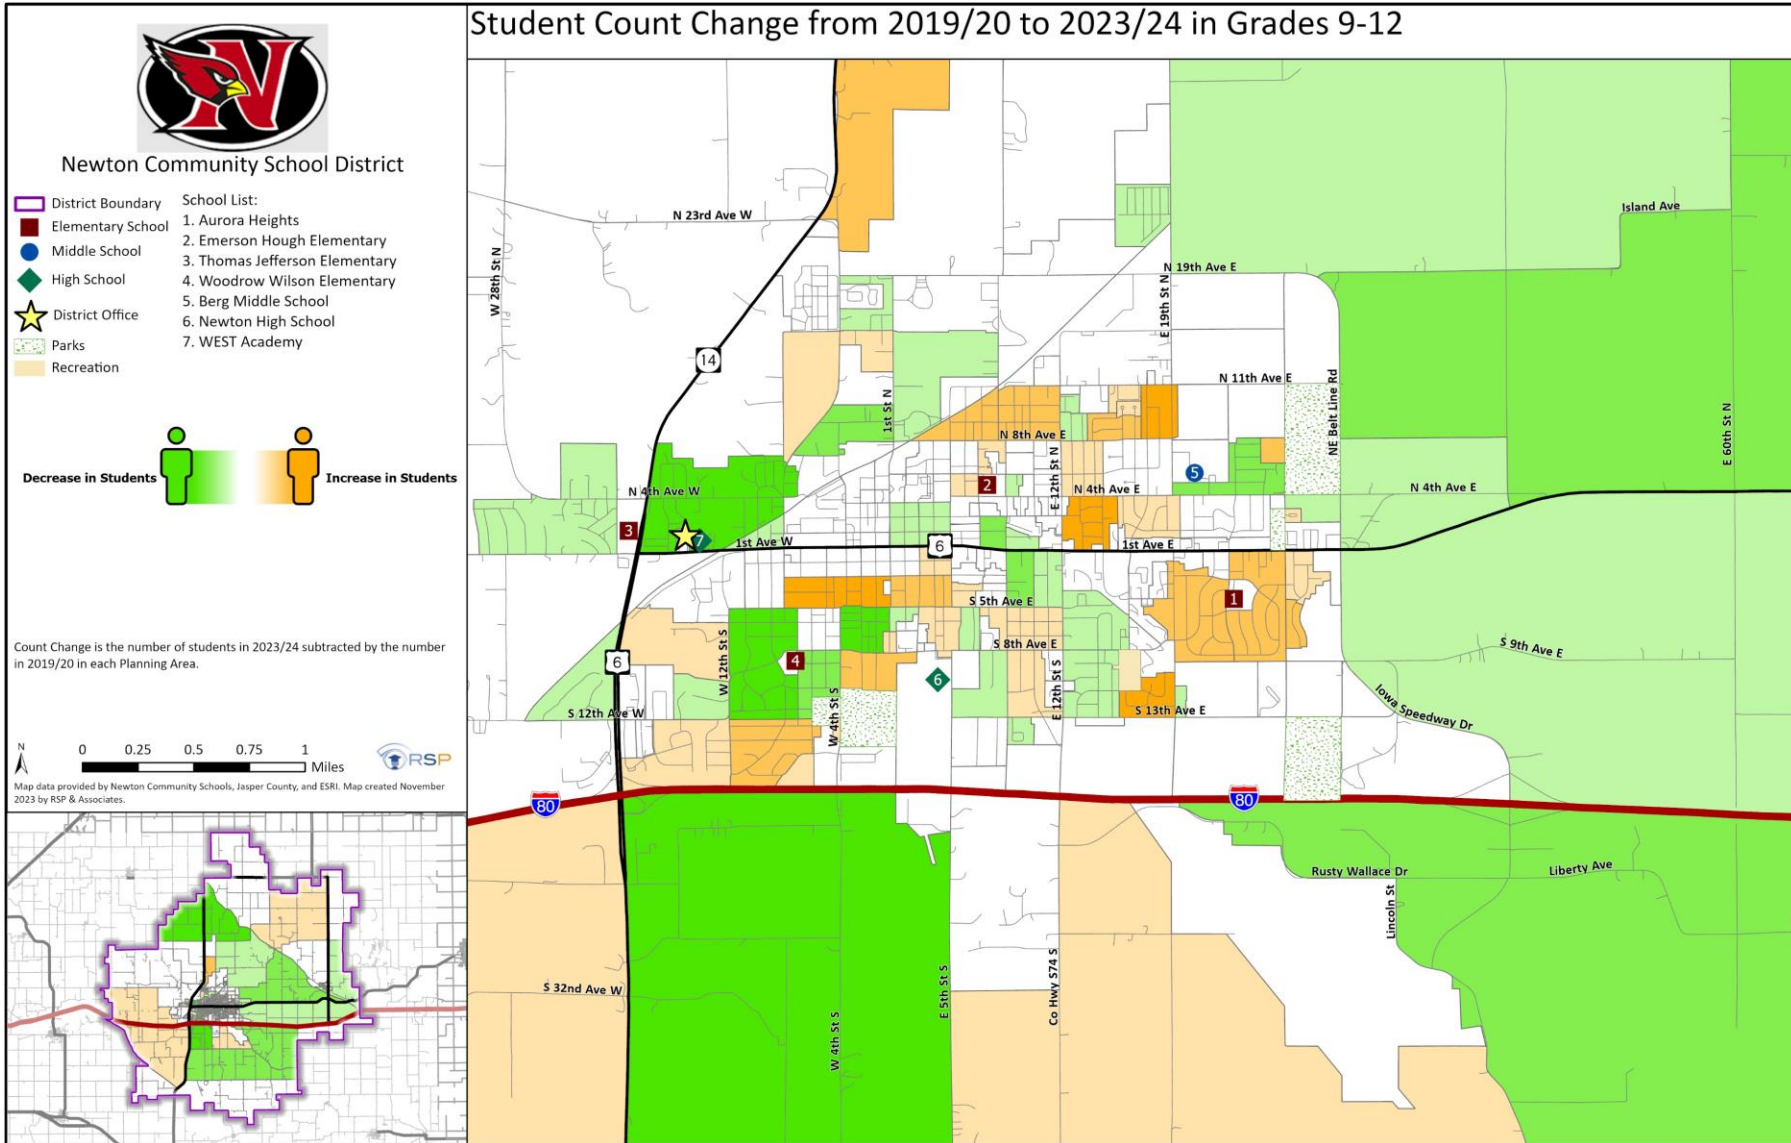 Student Count Change from 2019/20 to 2023/24 in Grades 9-12
N
Newton Community School District
District Boundary
Elementary School
Middle School
High School
District Office
Parks
Recreation
School List:
1. Aurora Heights
2. Emerson Hough Elementary
3. Thomas Jefferson Elementary
4. Woodrow Wilson Elementary
5. Berg Middle School
6. Newton High School
7. WEST Academy
Decrease in Students
Increase in Students
Count Change is the number of students in 2023/24 subtracted by the number
in 2019/20 in each Planning Area.
N
0 0.25 0.5 0.75 1
Miles
RSP
Map data provided by Newton Community Schools, Jasper County, and ESRI. Map created November
2023 by RSP & Associates.
N 23rd Ave W
Island Ave
W 28th St N
N 19th Ave E
E 19th St N
14
N 11th Ave E
NE Belt Line Rd
1st St N
E 60th St N
N 8th Ave E
E 12th St N
5
2
N 4th Ave W
N 4th Ave E
N 4th Ave E
3
7
1st Ave W
6
1st Ave E
S 5th Ave E
1
S 8th Ave E
S 9th Ave E
6
4
W 12th St S
6
E 12th St S
W 4th St S
S 12th Ave W
S 13th Ave E
Iowa Speedway Dr
80
80
Rusty Wallace Dr
Liberty Ave
Lincoln St
S 32nd Ave W
E 5th St S
Co Hwy S74 S
W 4th St S